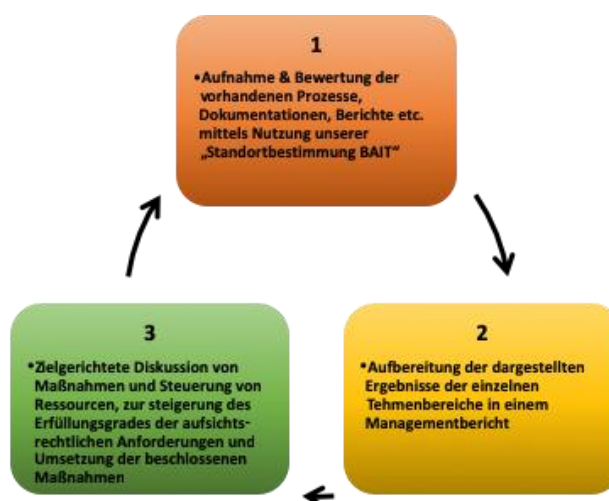 1
•Aufnahme & Bewertung der
vorhandenen Prozesse,
Dokumentationen, Berichte etc.
mittels Nutzung unserer
„Standortbestimmung BAIT“
2
•Aufbereitung der dargestellten
Ergebnisse der einzelnen
Tehmenbereiche in einem
Managementbericht
3
•Zielgerichtete Diskussion von
Maßnahmen und Steuerung von
Ressourcen, zur steigerung des
Erfüllungsgrades der aufsichts-
rechtlichen Anforderungen und
Umsetzung der beschlossenen
Maßnahmen